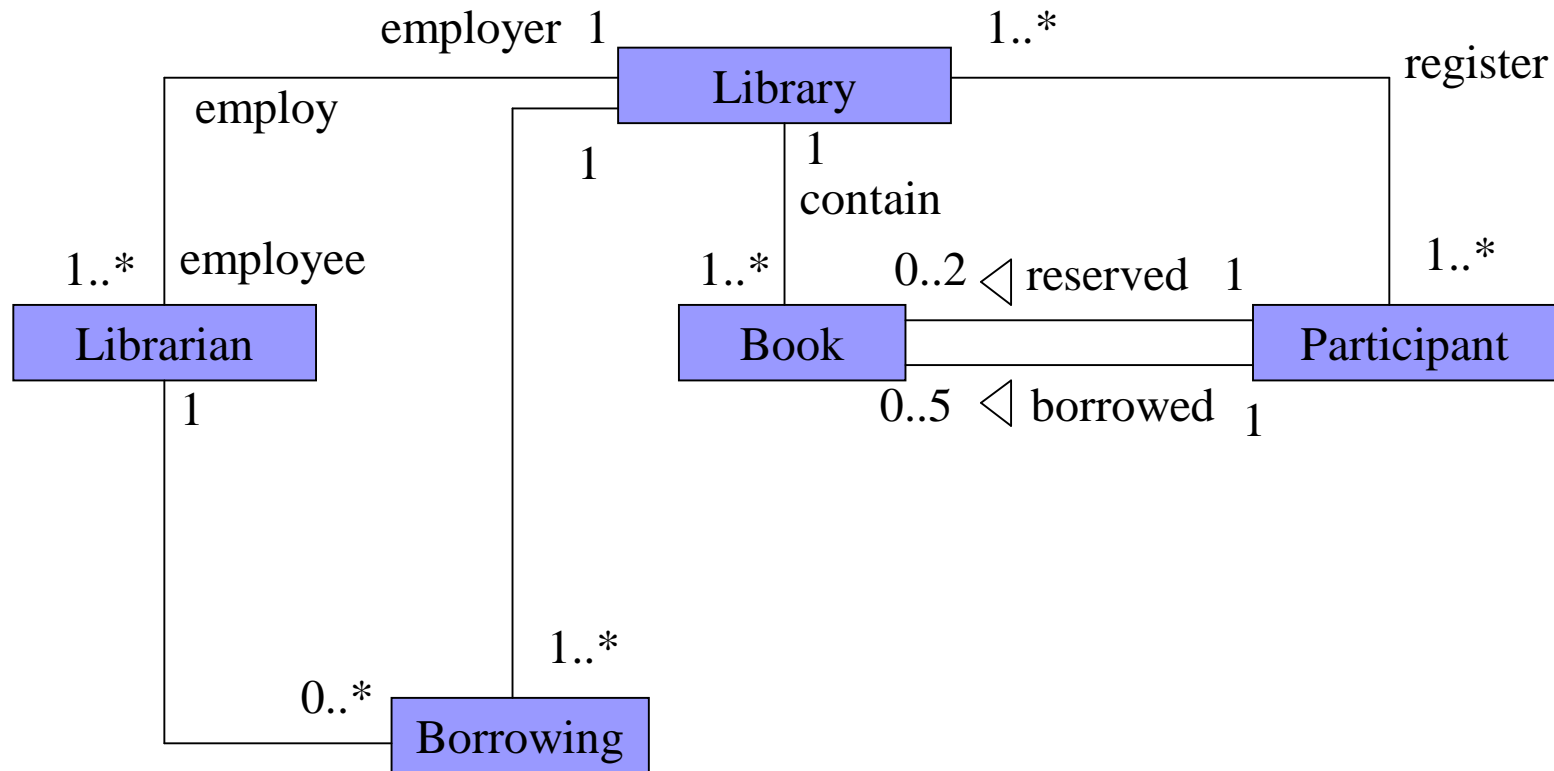 employer 1
1..*
Library
register
employ
1
1
contain
1..*
employee
1..*
0..2
reserved
1
1..*
Librarian
Book
Participant
1
0..5
borrowed
1
1..*
0..*
Borrowing